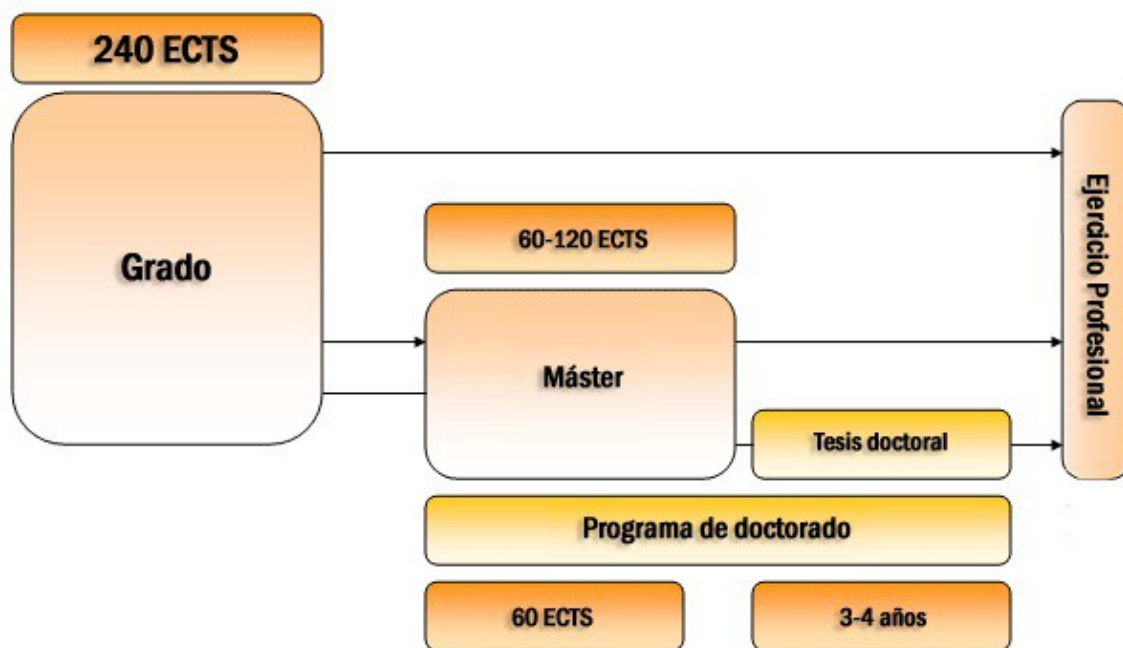 240 ECTS
Grado
60-120 ECTS
Máster
Tesis doctoral
Programa de doctorado
60 ECTS
3-4 años
Ejercicio Profesional